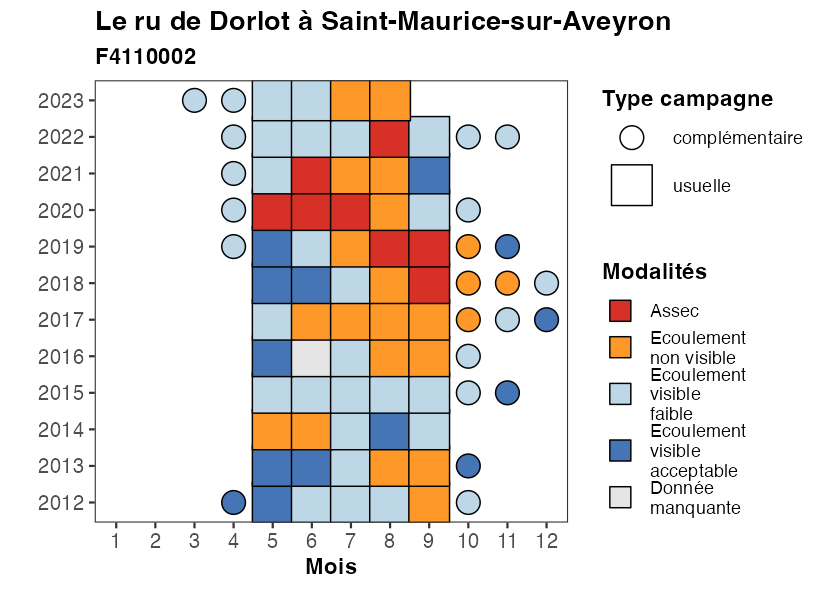 Le ru de Dorlot à Saint-Maurice-sur-Aveyron
F4110002
2023
2022
2021
2020
2019
2018
2017
2016
2015
2014
2013
2012
1 2 3 4 5 6 7 8 9 10 11 12
Mois
Type campagne
complémentaire
usuelle
Modalités
Assec
Ecoulement
non visible
Ecoulement
visible
faible
Ecoulement
visible
acceptable
Donnée
manquante